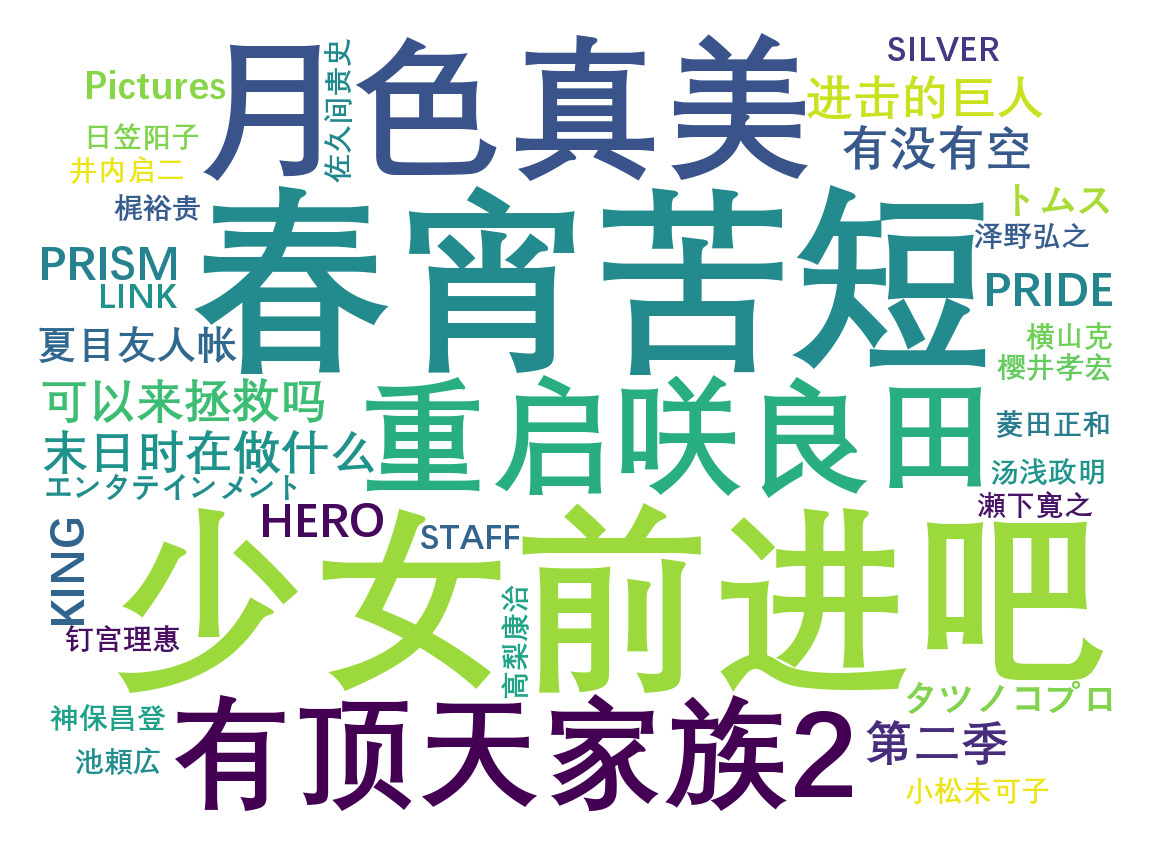 月色真美
佐久间贵史
SILVER
Pictures
进击的巨人
日笠阳子
有没有空
井内启二
梶裕贵
春宵苦短
トムス
泽野弘之
PRISM
LINK
PRIDE
夏目友人帐
横山克
樱井孝宏
可以来拯救吗
重启咲良田
末日时在做什么
菱田正和
エンタテインメント
汤浅政明
瀬下寛之
HERO
STAFF
少女前进吧
KING
钉宫理惠
高梨康治
タツノコプロ
神保昌登
有顶天家族2
第二季
池頼広
小松未可子